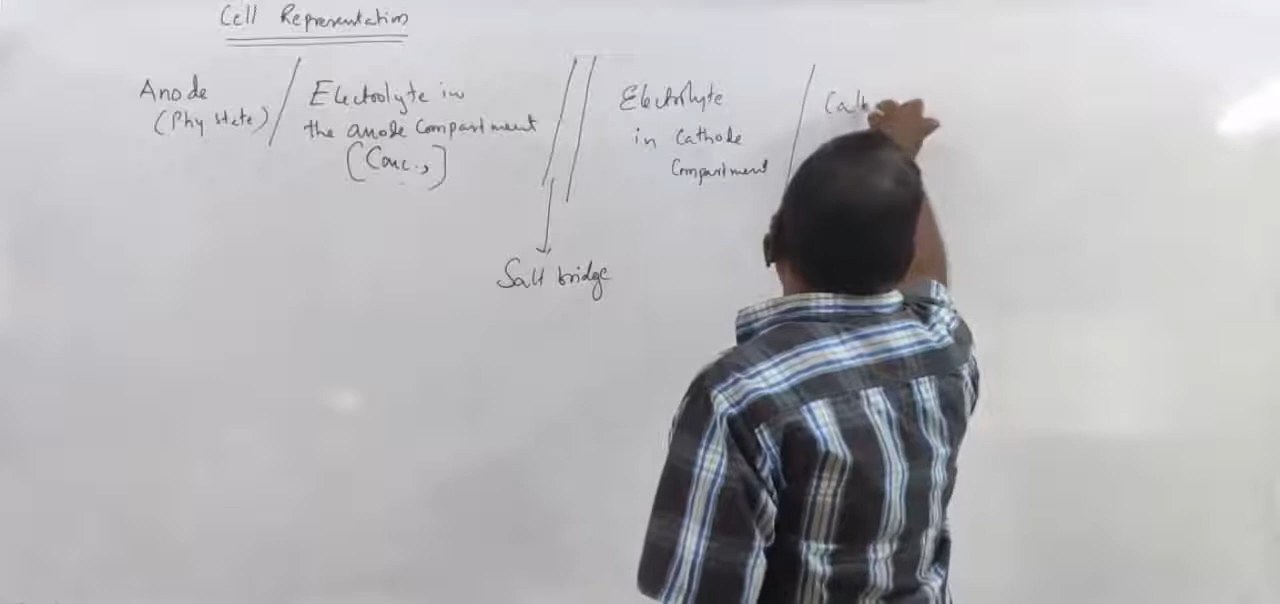 Cell Representation
Anode
(Phy state)
Electrolyte in
the anode Compartment
(Conc.,)
Electrolyte
in Cathode
Compartment
Salt bridge